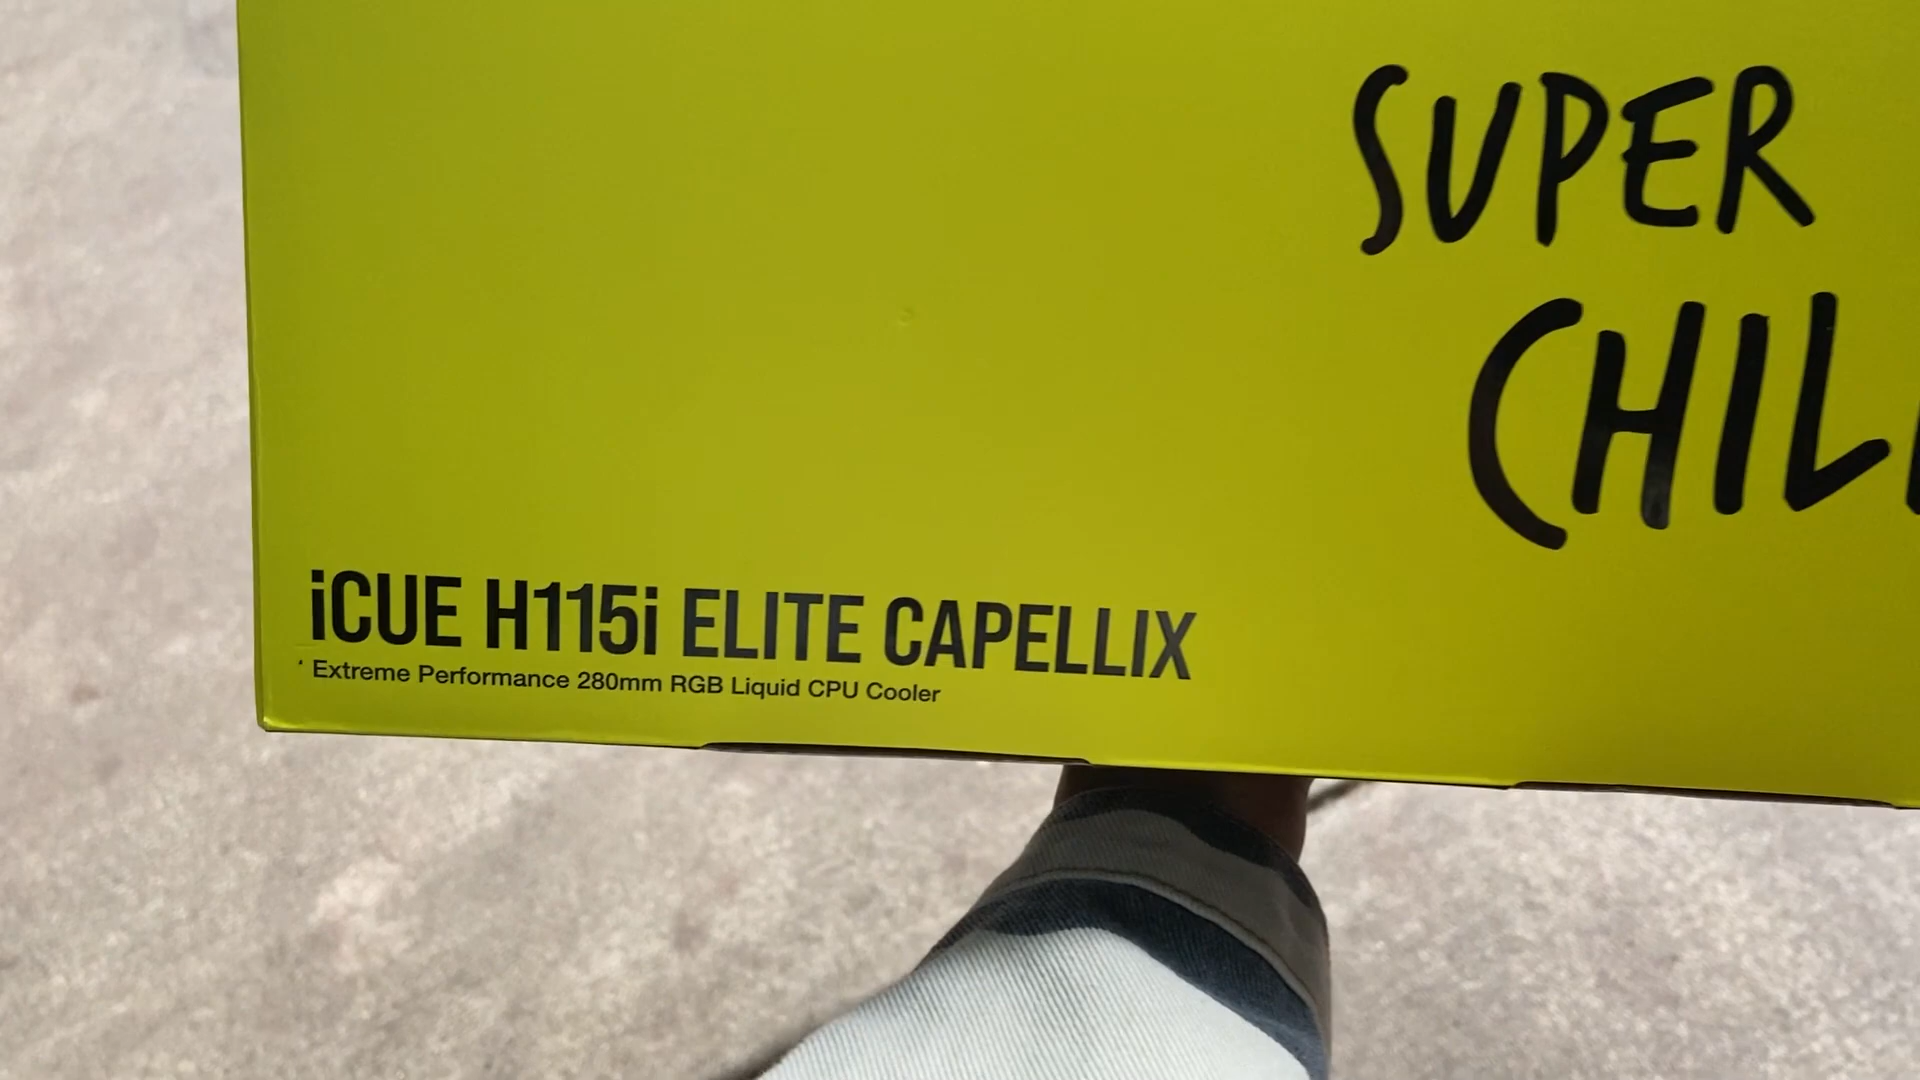 SUPER
CHIL
iCUE H115i ELITE CAPELLIX
Extreme Performance 280mm RGB Liquid CPU Cooler